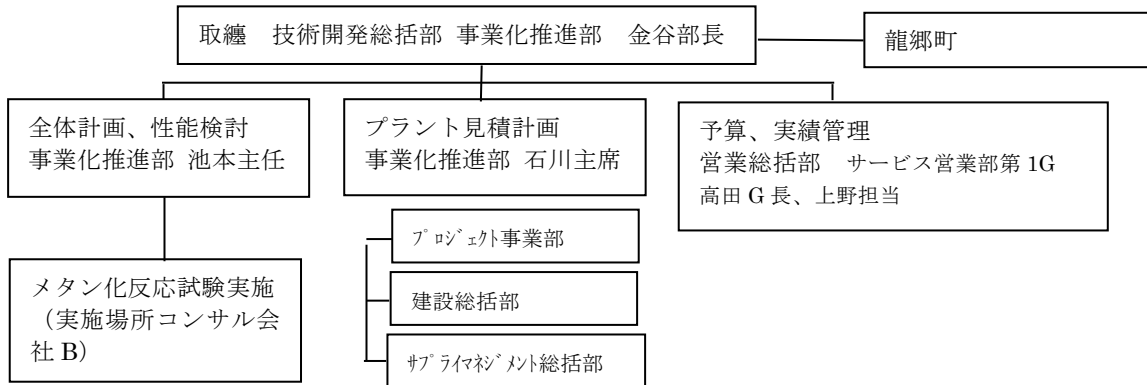 取纏　技術開発総括部 事業化推進部　金谷部長
龍郷町
全体計画、性能検討
事業化推進部 池本主任
プラント見積計画
事業化推進部 石川主席
予算、実績管理
営業総括部　サービス営業部第 1G
高田 G 長、上野担当
ﾌﾟﾛｼﾞｪｸﾄ事業部
メタン化反応試験実施
（実施場所コンサル会
社 B）
建設総括部
ｻﾌﾟﾗｲﾏﾈｼﾞﾒﾝﾄ総括部